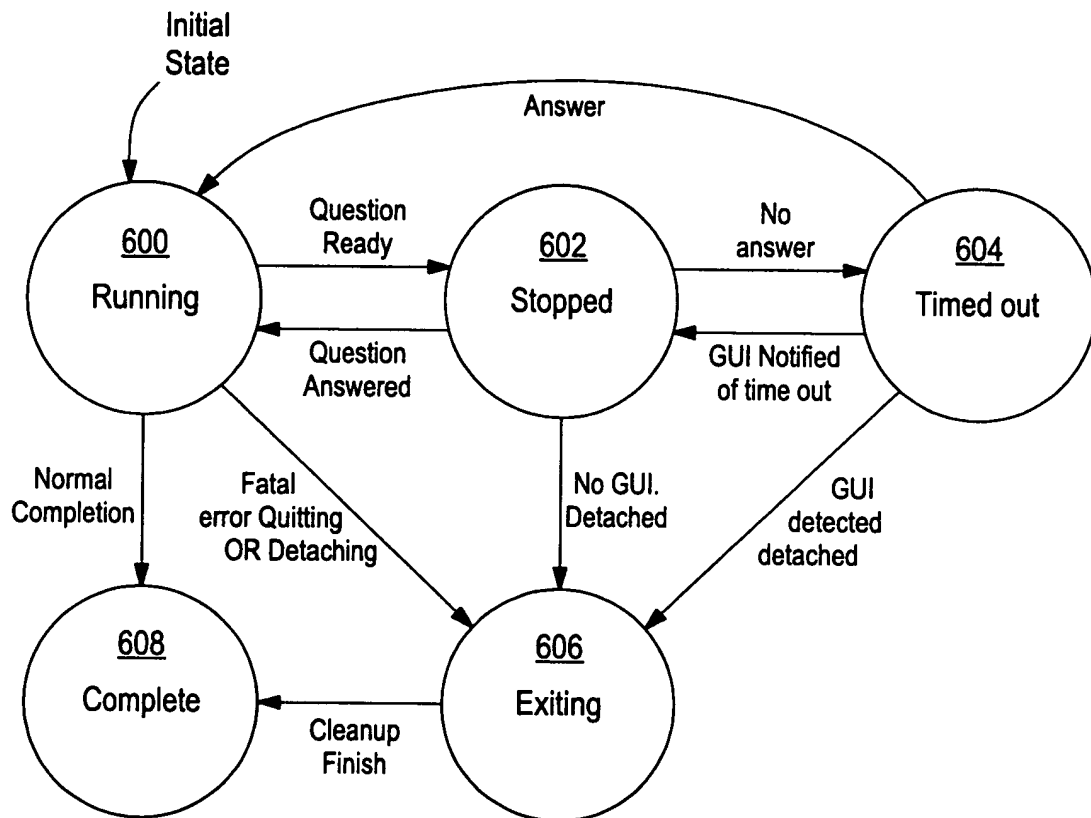 Initial
State
Answer
Question
Ready
No
answer
600
Running
602
Stopped
604
Timed out
Question
Answered
GUI Notified
of time out
Normal
Completion
Fatal
error Quitting
OR Detaching
No GUI.
Detached
GUI
detected
detached
608
Complete
606
Exiting
Cleanup
Finish